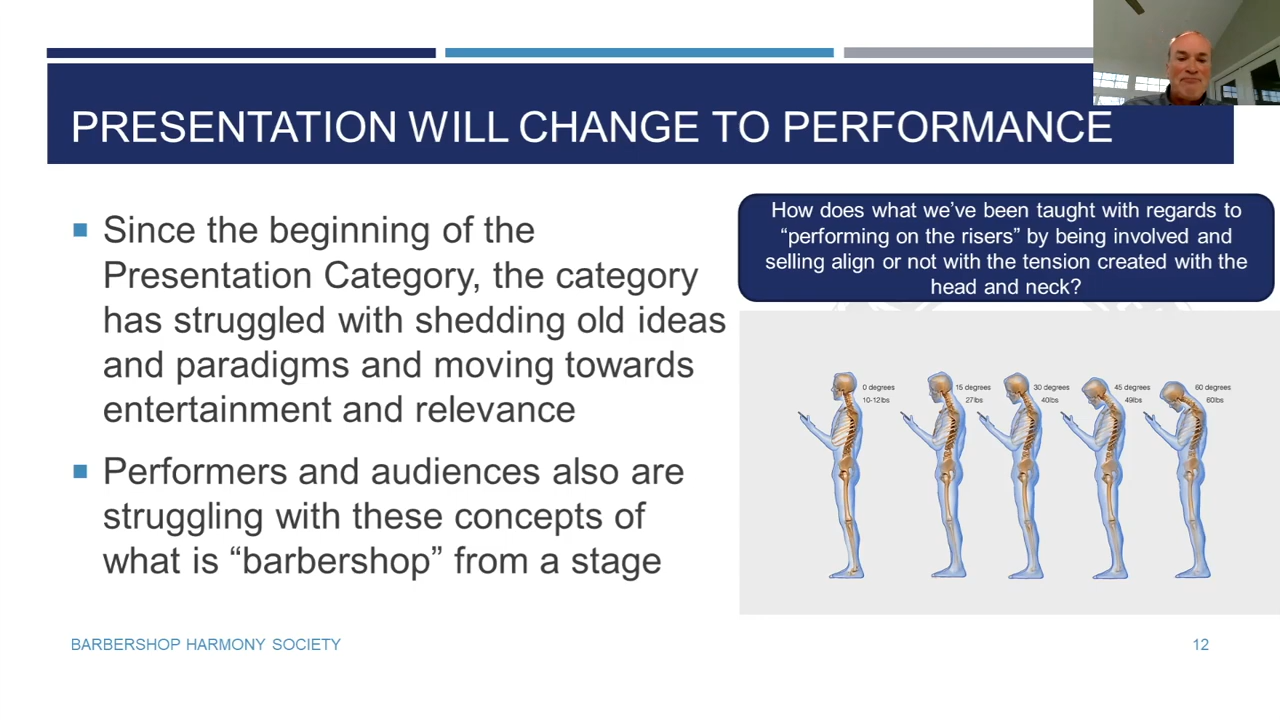 PRESENTATION WILL CHANGE TO PERFORMANCE
Since the beginning of the
Presentation Category, the category
has struggled with shedding old ideas
and paradigms and moving towards
entertainment and relevance
Performers and audiences also are
struggling with these concepts of
what is “barbershop” from a stage
How does what we’ve been taught with regards to
“performing on the risers” by being involved and
selling align or not with the tension created with the
head and neck?
0 degrees
10-12lbs
15 degrees
27lbs
30 degrees
40lbs
45 degrees
49lbs
60 degrees
60lbs
BARBERSHOP HARMONY SOCIETY
12